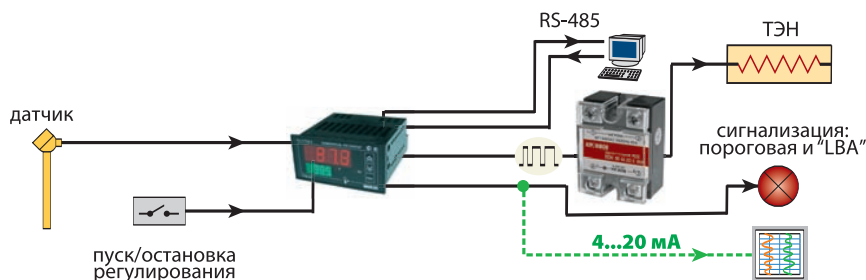 RS-485
ТЭН
датчик
сигнализация:
пороговая и "LBA"
пуск/остановка
регулирования
4...20 мА